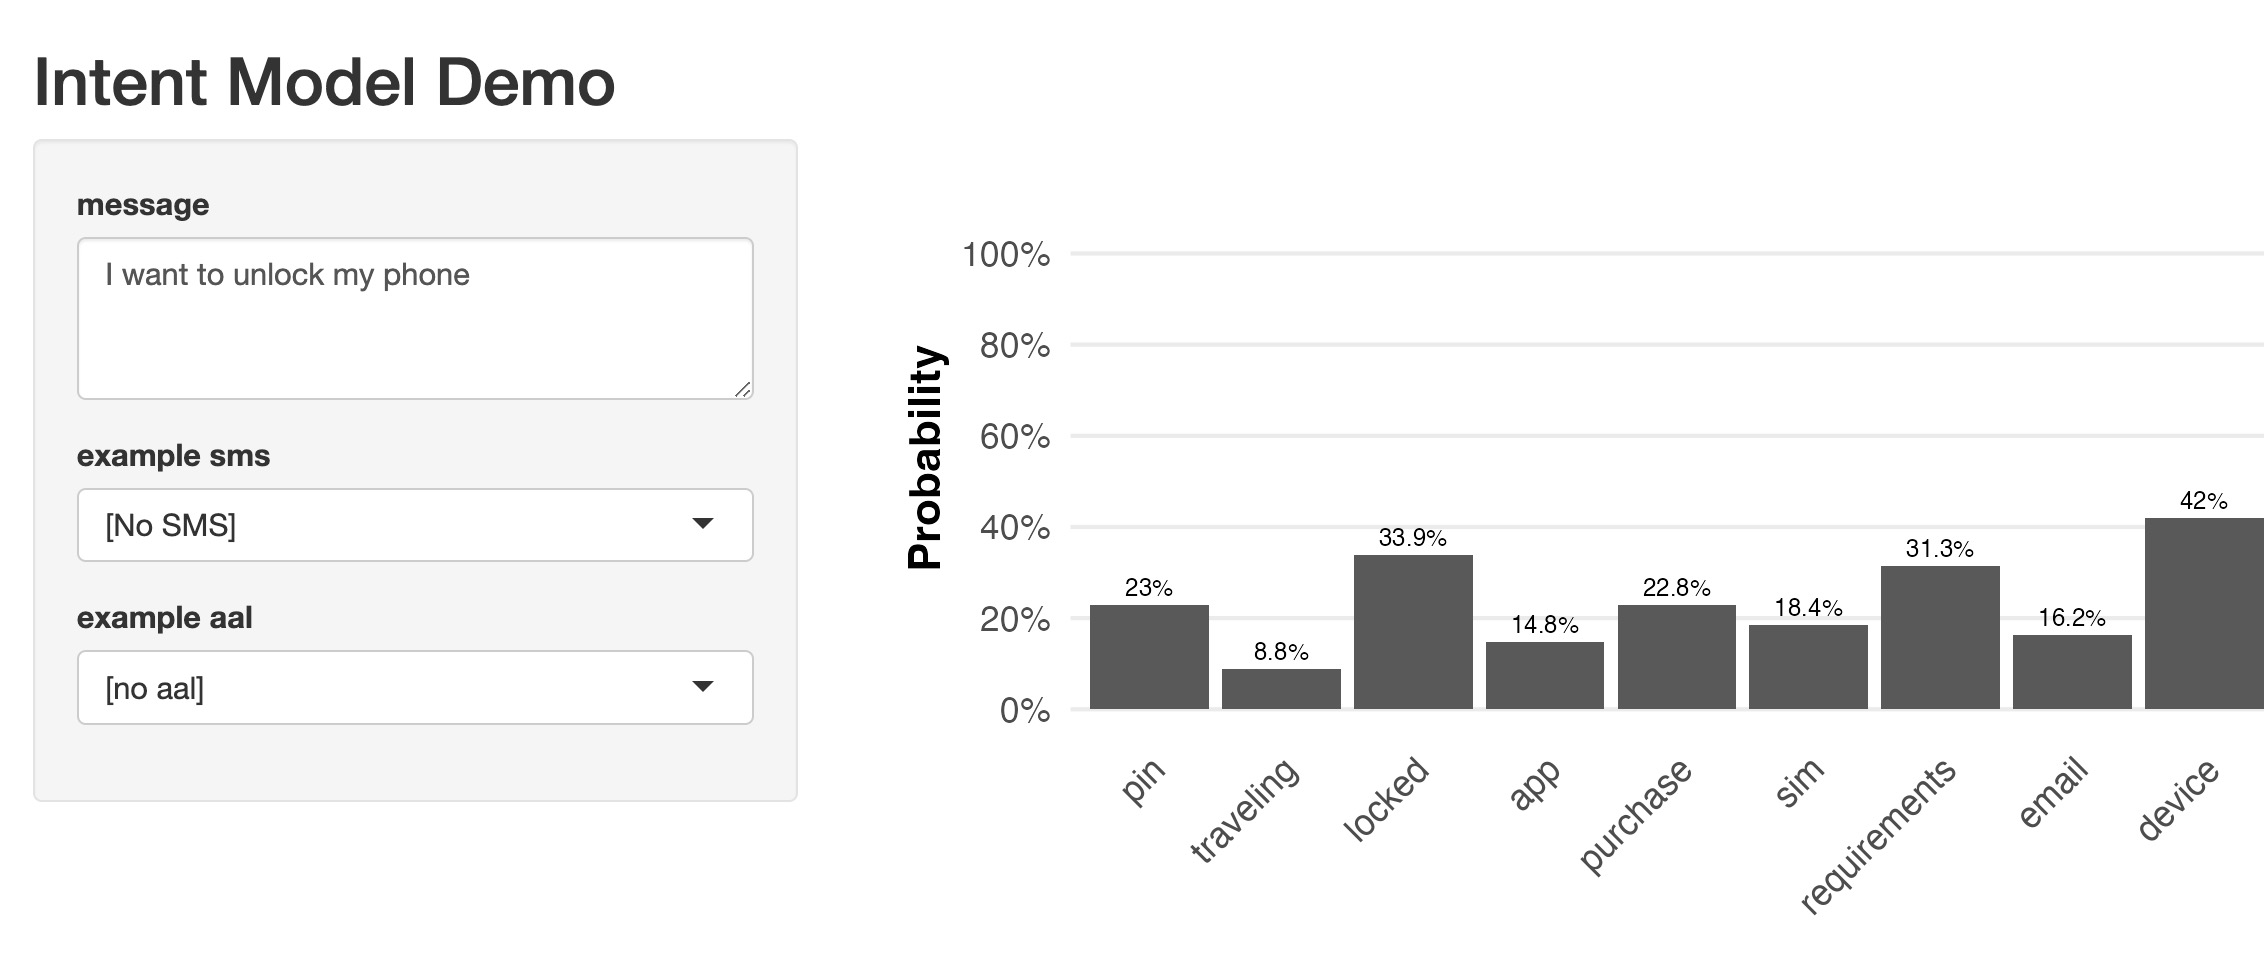 Intent Model Demo
message
I want to unlock my phone
example sms
[No SMS]
example aal
[no aal]
Probability
100%
80%
60%
40%
20%
0%
23%
8.8%
33.9%
14.8%
22.8%
18.4%
31.3%
16.2%
42%
pin
traveling
locked
app
purchase
sim
requirements
email
device